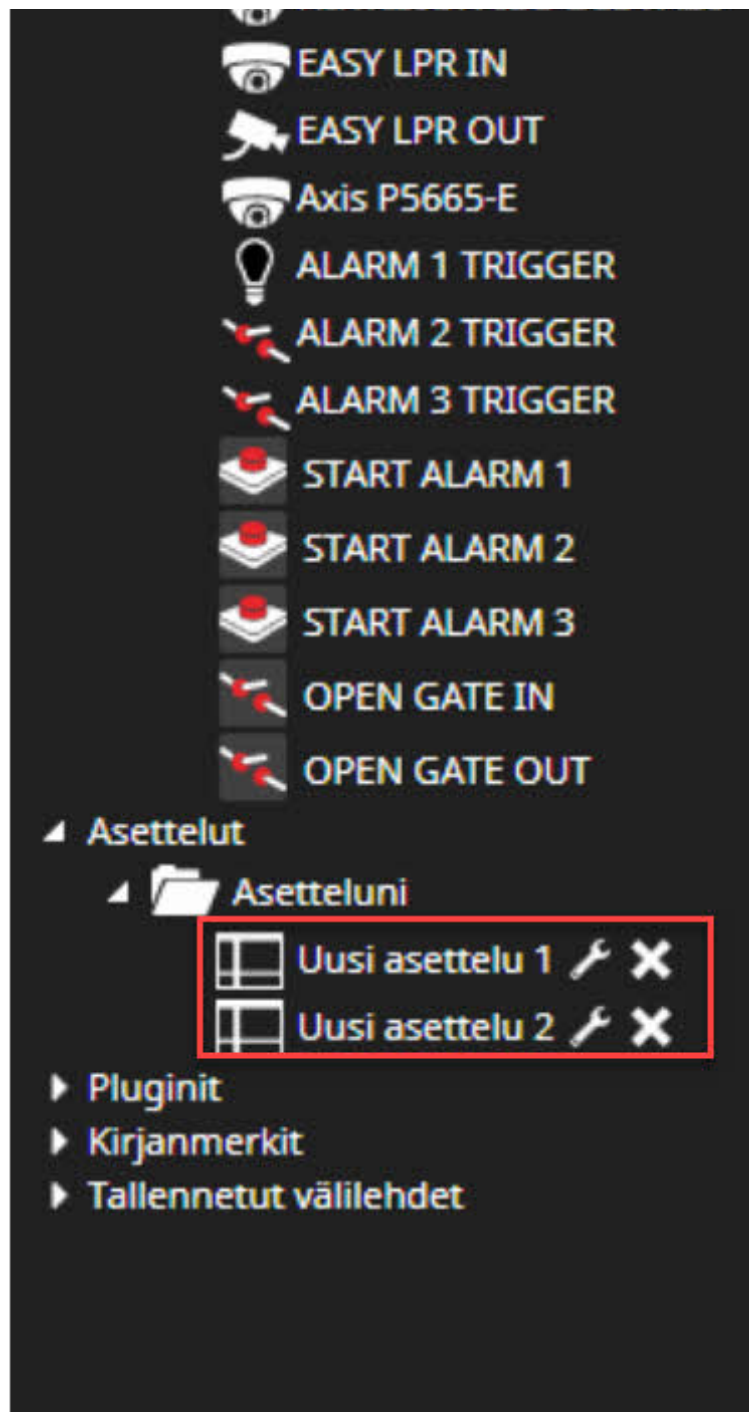 EASY LPR IN
EASY LPR OUT
Axis P5665-E
ALARM 1 TRIGGER
ALARM 2 TRIGGER
ALARM 3 TRIGGER
START ALARM 1
START ALARM 2
START ALARM 3
OPEN GATE IN
OPEN GATE OUT
Asettelut
Asetteluni
Uusi asettelu 1
Uusi asettelu 2
Pluginit
Kirjanmerkit
Tallennetut välilehdet